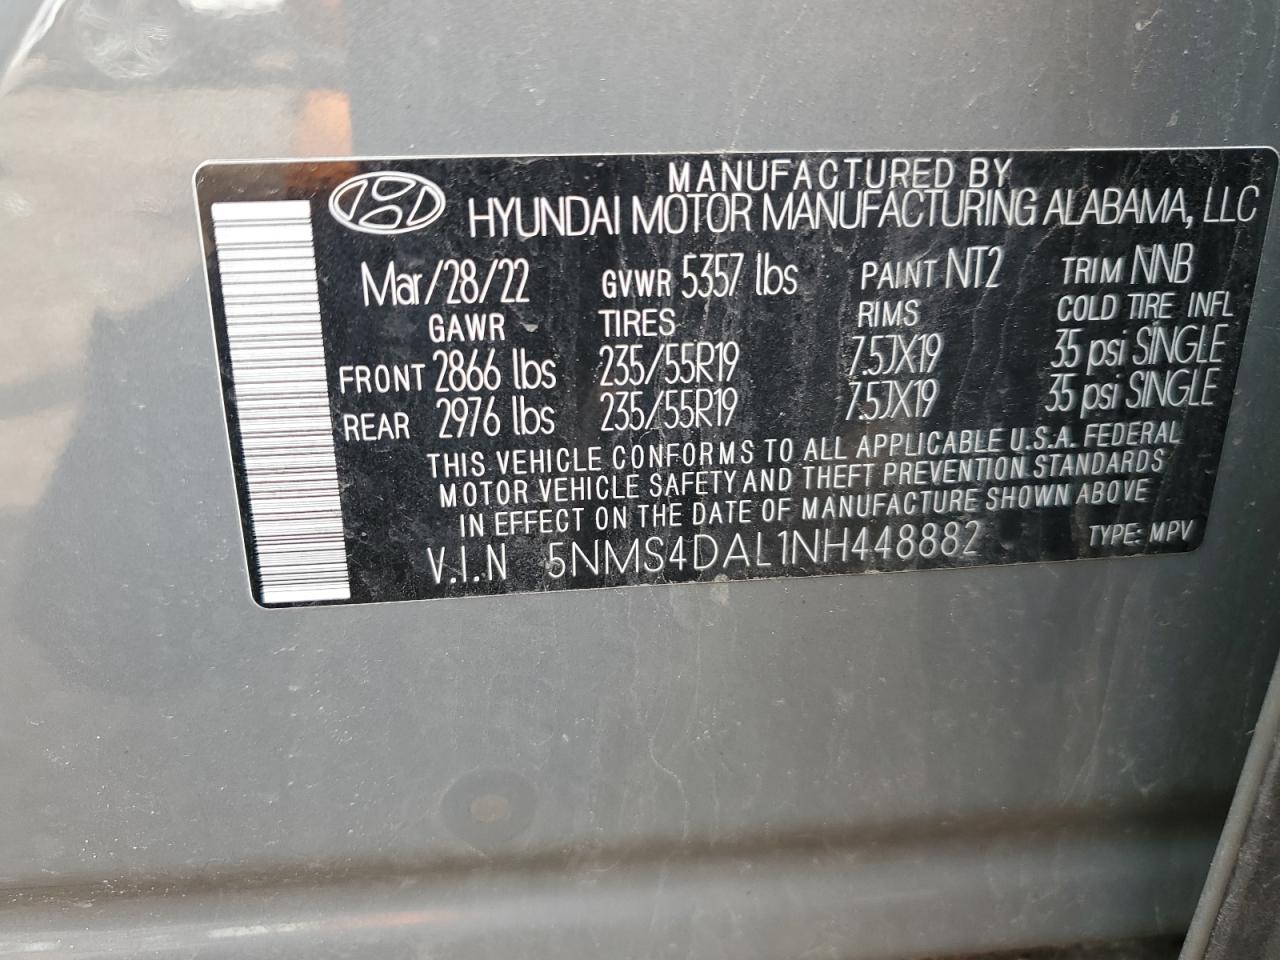 MANUFACTURED BY
HYUNDAI MOTOR MANUFACTURING ALABAMA, LLC
Mar/28/22 GVWR 5357 lbs PAINT NT2 TRIM NNB
GAWR TIRES RIMS COLD TIRE INFL
FRONT 2866 lbs 235/55R19 7.5JX19 35 psi SINGLE
REAR 2976 lbs 235/55R19 7.5JX19 35 psi SINGLE
THIS VEHICLE CONFORMS TO ALL APPLICABLE U.S.A. FEDERAL
MOTOR VEHICLE SAFETY AND THEFT PREVENTION STANDARDS
IN EFFECT ON THE DATE OF MANUFACTURE SHOWN ABOVE
V.I.N 5NMS4DAL1NH448882 TYPE: MPV